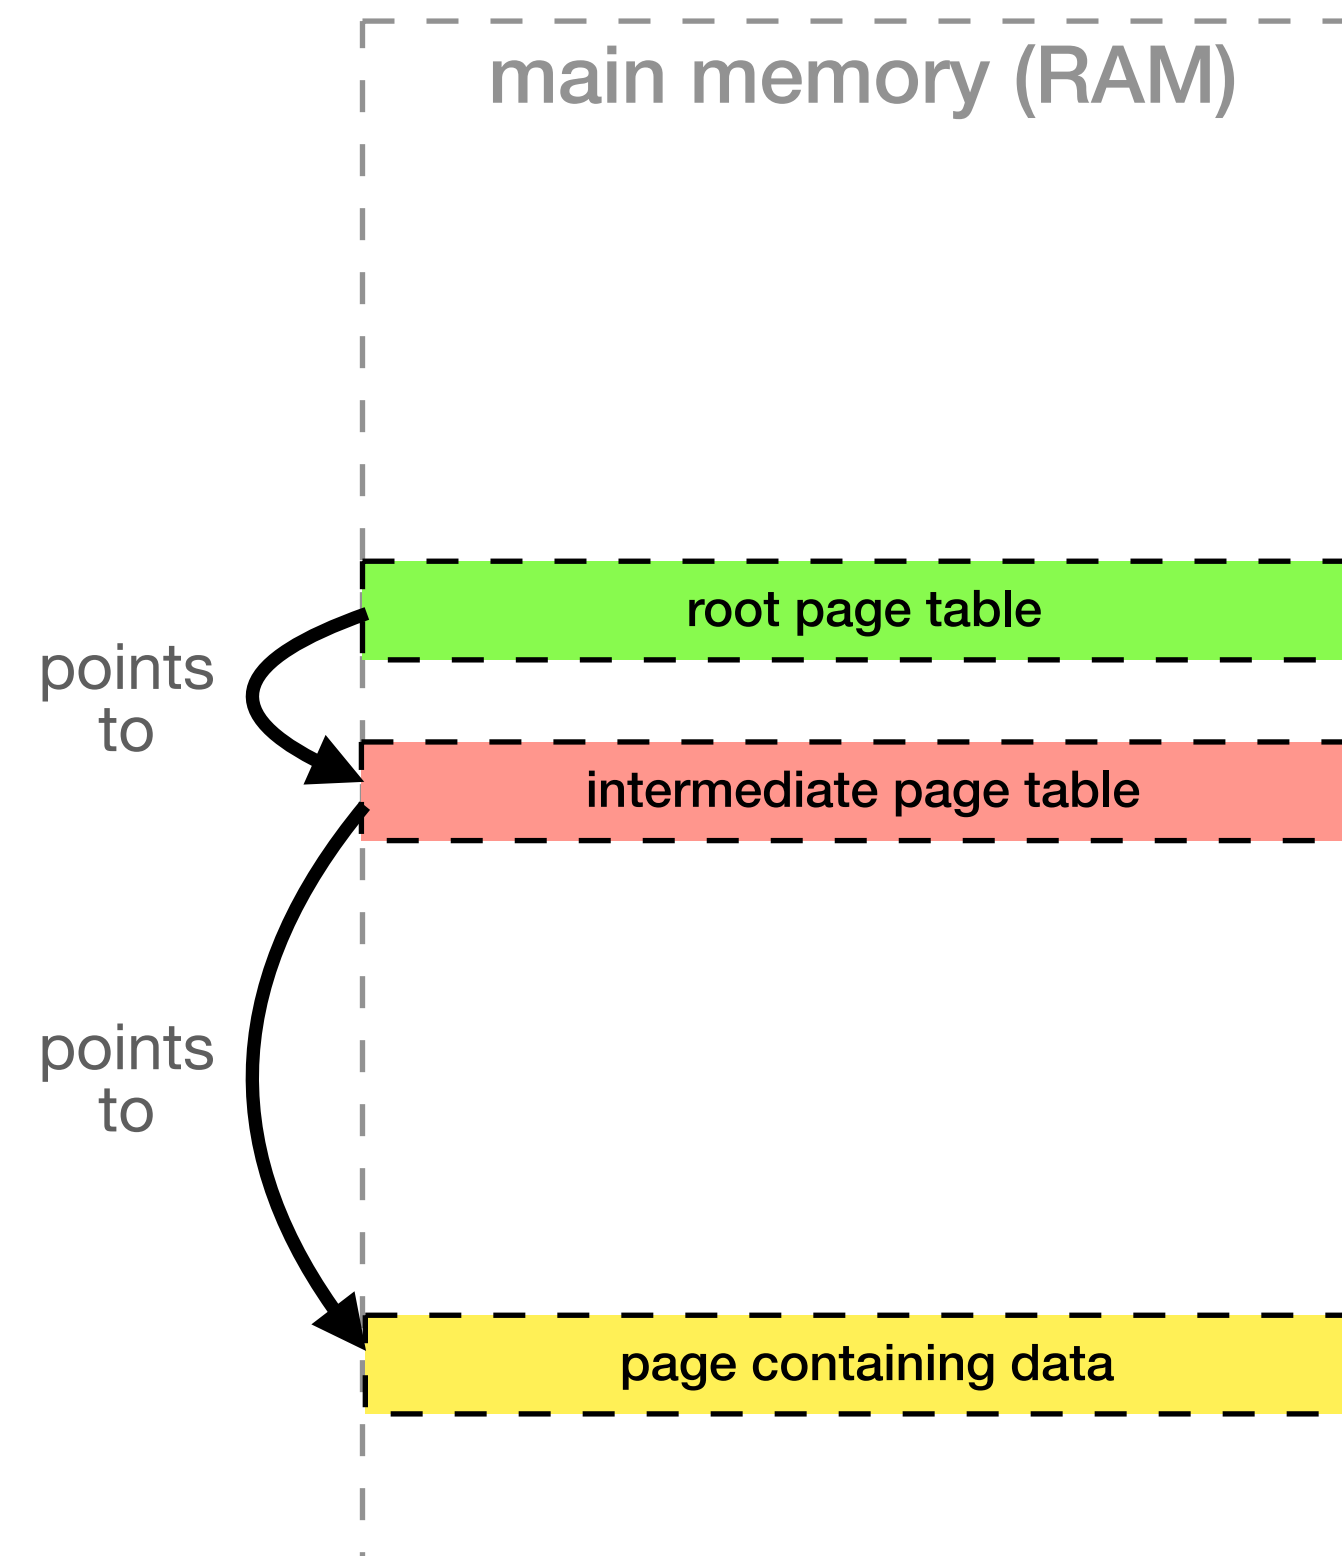 main memory (RAM)
root page table
points
to
intermediate page table
points
to
page containing data